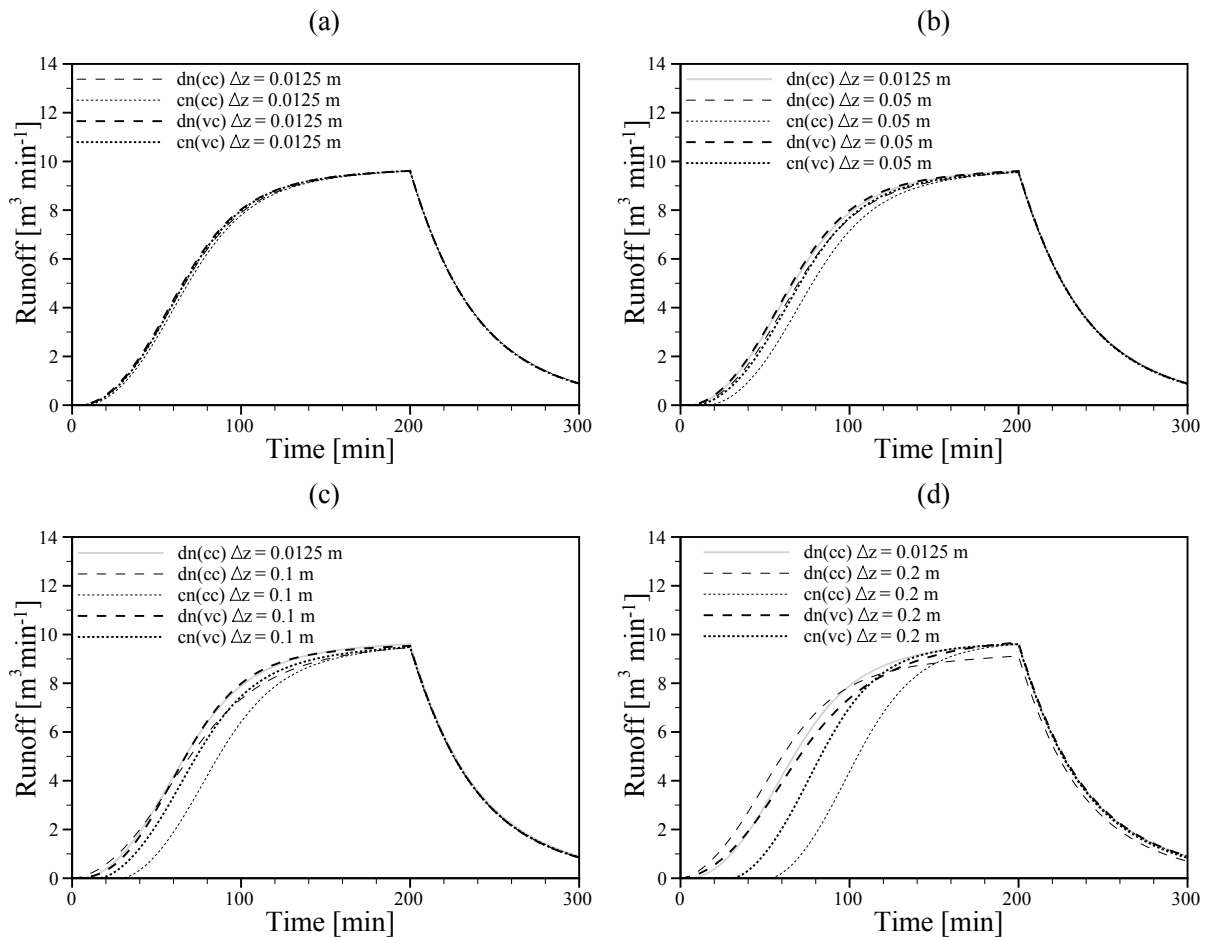 (a)
14
12
10
8
6
4
2
0
Runoff [m³ min⁻¹]
dn(cc) Δz = 0.0125 m
cn(cc) Δz = 0.0125 m
dn(vc) Δz = 0.0125 m
cn(vc) Δz = 0.0125 m
0 100 200 300
Time [min]
(b)
14
12
10
8
6
4
2
0
Runoff [m³ min⁻¹]
dn(cc) Δz = 0.0125 m
dn(cc) Δz = 0.05 m
cn(cc) Δz = 0.05 m
dn(vc) Δz = 0.05 m
cn(vc) Δz = 0.05 m
0 100 200 300
Time [min]
(c)
14
12
10
8
6
4
2
0
Runoff [m³ min⁻¹]
dn(cc) Δz = 0.0125 m
dn(cc) Δz = 0.1 m
cn(cc) Δz = 0.1 m
dn(vc) Δz = 0.1 m
cn(vc) Δz = 0.1 m
0 100 200 300
Time [min]
(d)
14
12
10
8
6
4
2
0
Runoff [m³ min⁻¹]
dn(cc) Δz = 0.0125 m
dn(cc) Δz = 0.2 m
cn(cc) Δz = 0.2 m
dn(vc) Δz = 0.2 m
cn(vc) Δz = 0.2 m
0 100 200 300
Time [min]